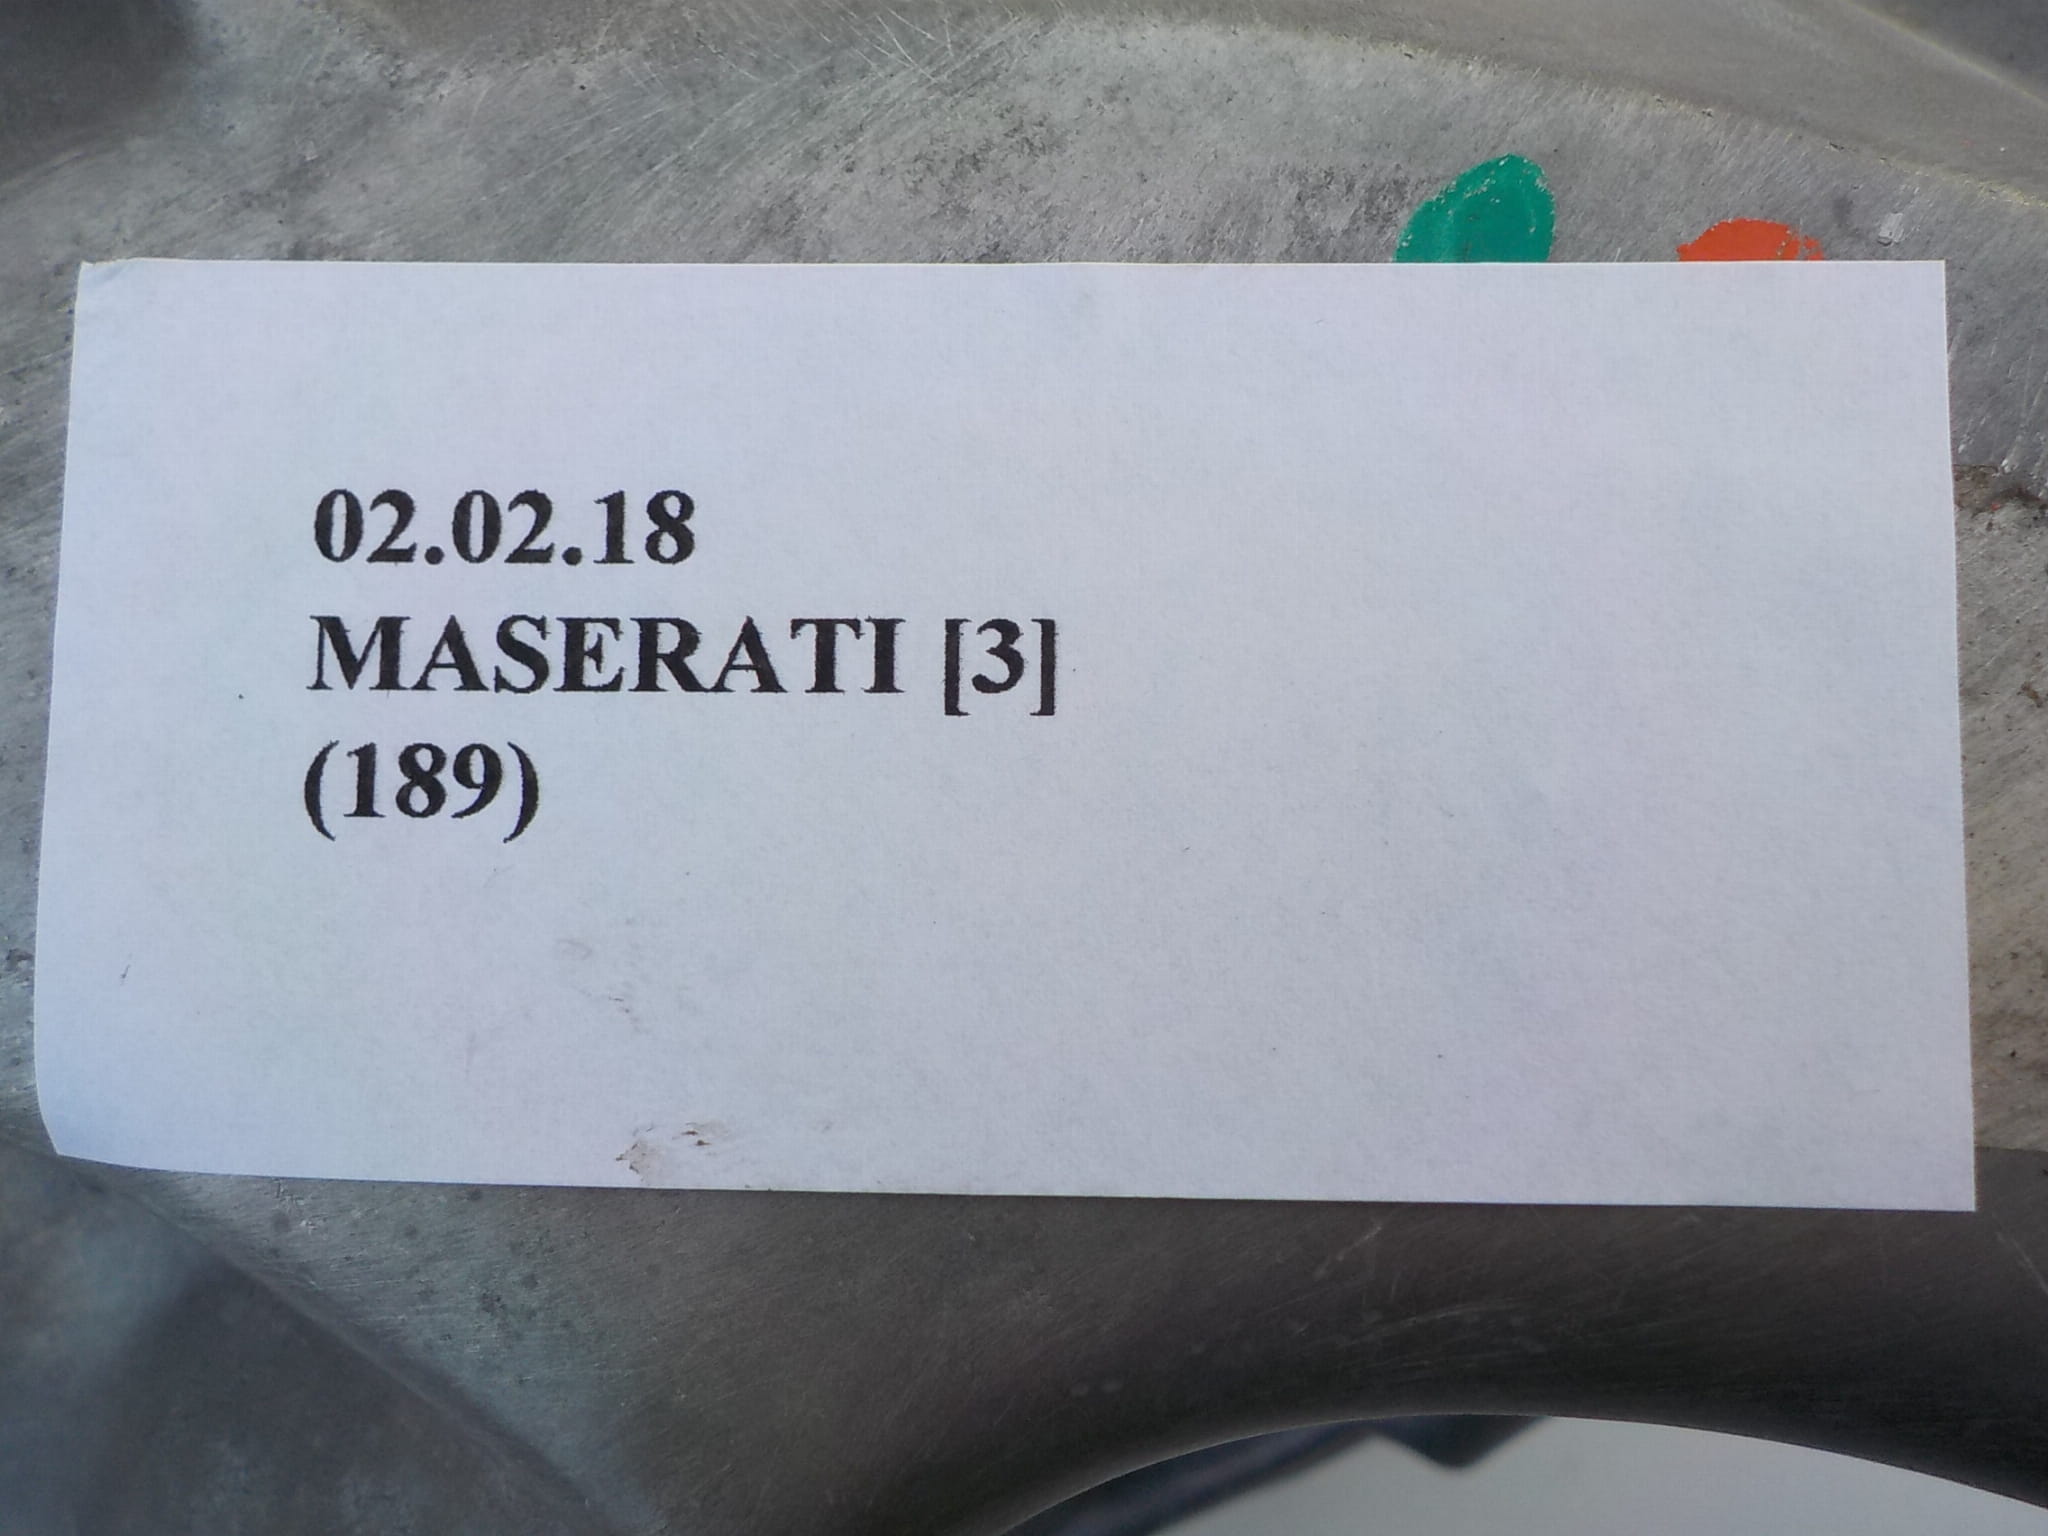 02.02.18
MASERATI [3]
(189)